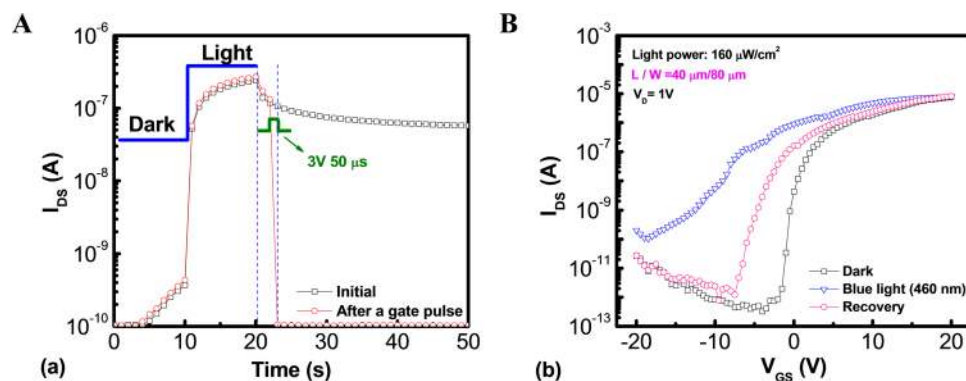 A
10^-6
10^-7
10^-8
10^-9
10^-10
I_DS (A)
Light
Dark
3V 50 μs
Initial
After a gate pulse
0 10 20 30 40 50
Time (s)
(a)
B
10^-3
10^-5
10^-7
10^-9
10^-11
10^-13
I_DS (A)
Light power: 160 μW/cm²
L / W =40 μm/80 μm
V_D= 1V
Dark
Blue light (460 nm)
Recovery
-20 -10 0 10 20
V_GS (V)
(b)